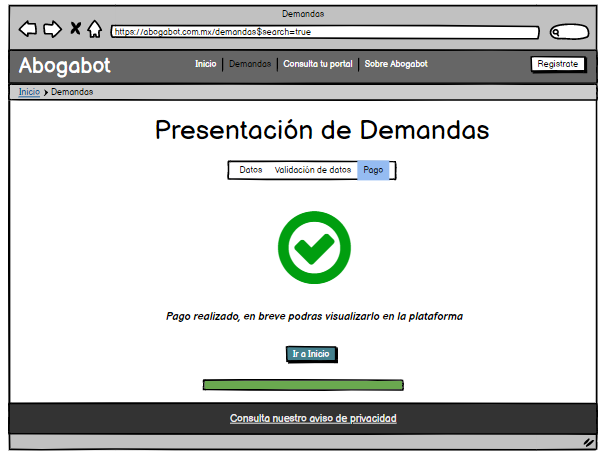 Demandas
https://abogabot.com.mx/demandas$search=true
Abogabot
Inicio Demandas Consulta tu portal Sobre Abogabot Registrate
Inicio Demandas
Presentación de Demandas
Datos Validación de datos Pago
Pago realizado, en breve podras visualizarlo en la plataforma
Ir a Inicio
Consulta nuestro aviso de privacidad